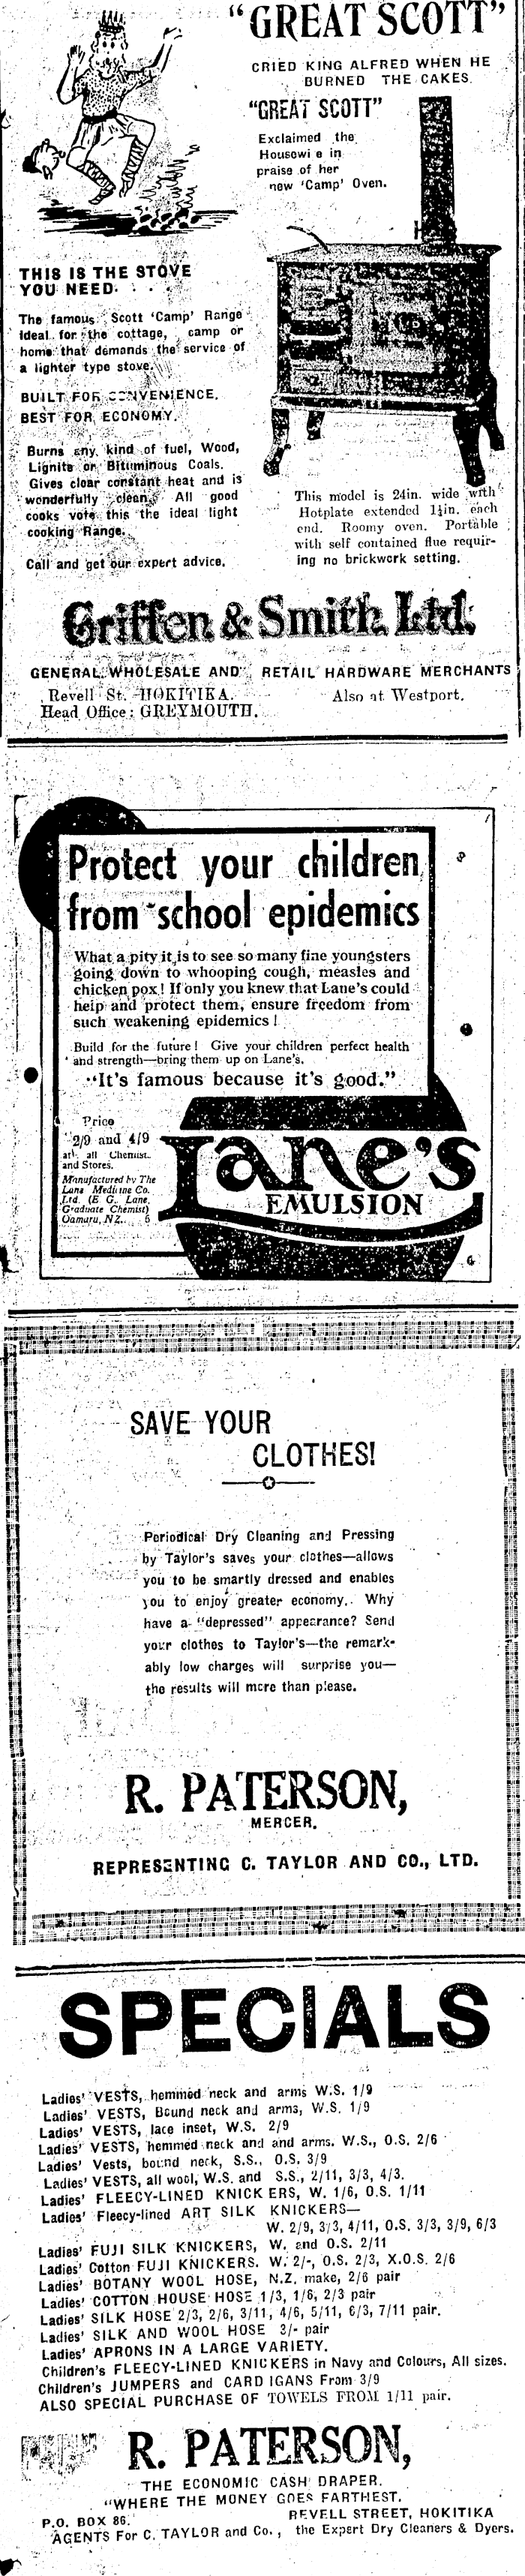 "GREAT SCOTT"
CRIED KING ALFRED WHEN HE
BURNED THE CAKES.
"GREAT SCOTT"
Exclaimed the
Housewi e in
praise of her
new 'Camp' Oven.
THIS IS THE STOVE
YOU NEED. . . .
The famous Scott 'Camp' Range
ideal for the cottage, camp or
home that demands the service of
a lighter type stove.
BUILT FOR CONVENIENCE.
BEST FOR ECONOMY.
Burns any kind of fuel, Wood,
Lignite or Bituminous Coals.
Gives clear constant heat and is
wonderfully clean. All good
cooks vote this the ideal light
cooking Range.
Call and get our expert advice.
This model is 24in. wide with
Hotplate extended 1½in. each
end. Roomy oven. Portable
with self contained flue requir-
ing no brickwork setting.
Griffen & Smith Ltd.
GENERAL WHOLESALE AND RETAIL HARDWARE MERCHANTS
Revell St. HOKITIKA. Also at Westport.
Head Office: GREYMOUTH.
Protect your children
from school epidemics
What a pity it is to see so many fine youngsters
going down to whooping cough, measles and
chicken pox! If only you knew that Lane's could
help and protect them, ensure freedom from
such weakening epidemics!
Build for the future! Give your children perfect health
and strength—bring them up on Lane's.
"It's famous because it's good."
Price
2/9 and 4/9
at all Chemist
and Stores.
Manufactured by The
Lane Medicine Co.
Ltd. (E. G. Lane,
Graduate Chemist)
Oamaru, N.Z. 6
Lane's
EMULSION
SAVE YOUR
CLOTHES!
Periodical Dry Cleaning and Pressing
by Taylor's saves your clothes—allows
you to be smartly dressed and enables
you to enjoy greater economy. Why
have a "depressed" appearance? Send
your clothes to Taylor's—the remark-
ably low charges will surprise you—
the results will more than please.
R. PATERSON,
MERCER.
REPRESENTING C. TAYLOR AND CO., LTD.
SPECIALS
Ladies' VESTS, hemmed neck and arms W.S. 1/9
Ladies' VESTS, Bound neck and arms, W.S. 1/9
Ladies' VESTS, lace inset, W.S. 2/9
Ladies' VESTS, hemmed neck and and arms. W.S., O.S. 2/6
Ladies' Vests, bound neck, S.S., O.S. 3/9
Ladies' VESTS, all wool, W.S. and S.S., 2/11, 3/3, 4/3.
Ladies' FLEECY-LINED KNICKERS, W. 1/6, O.S. 1/11
Ladies' Fleecy-lined ART SILK KNICKERS—
W. 2/9, 3/3, 4/11, O.S. 3/3, 3/9, 6/3
Ladies' FUJI SILK KNICKERS, W. and O.S. 2/11
Ladies' Cotton FUJI KNICKERS. W. 2/-, O.S. 2/3, X.O.S. 2/6
Ladies' BOTANY WOOL HOSE, N.Z. make, 2/6 pair
Ladies' COTTON HOUSE HOSE 1/3, 1/6, 2/3 pair
Ladies' SILK HOSE 2/3, 2/6, 3/11, 4/6, 5/11, 6/3, 7/11 pair.
Ladies' SILK AND WOOL HOSE 3/- pair
Ladies' APRONS IN A LARGE VARIETY.
Children's FLEECY-LINED KNICKERS in Navy and Colours, All sizes.
Children's JUMPERS and CARDIGANS From 3/9
ALSO SPECIAL PURCHASE OF TOWELS FROM 1/11 pair.
R. PATERSON,
THE ECONOMIC CASH DRAPER.
"WHERE THE MONEY GOES FARTHEST.
P.O. BOX 86. REVELL STREET, HOKITIKA
AGENTS For C. TAYLOR and Co., the Expert Dry Cleaners & Dyers.